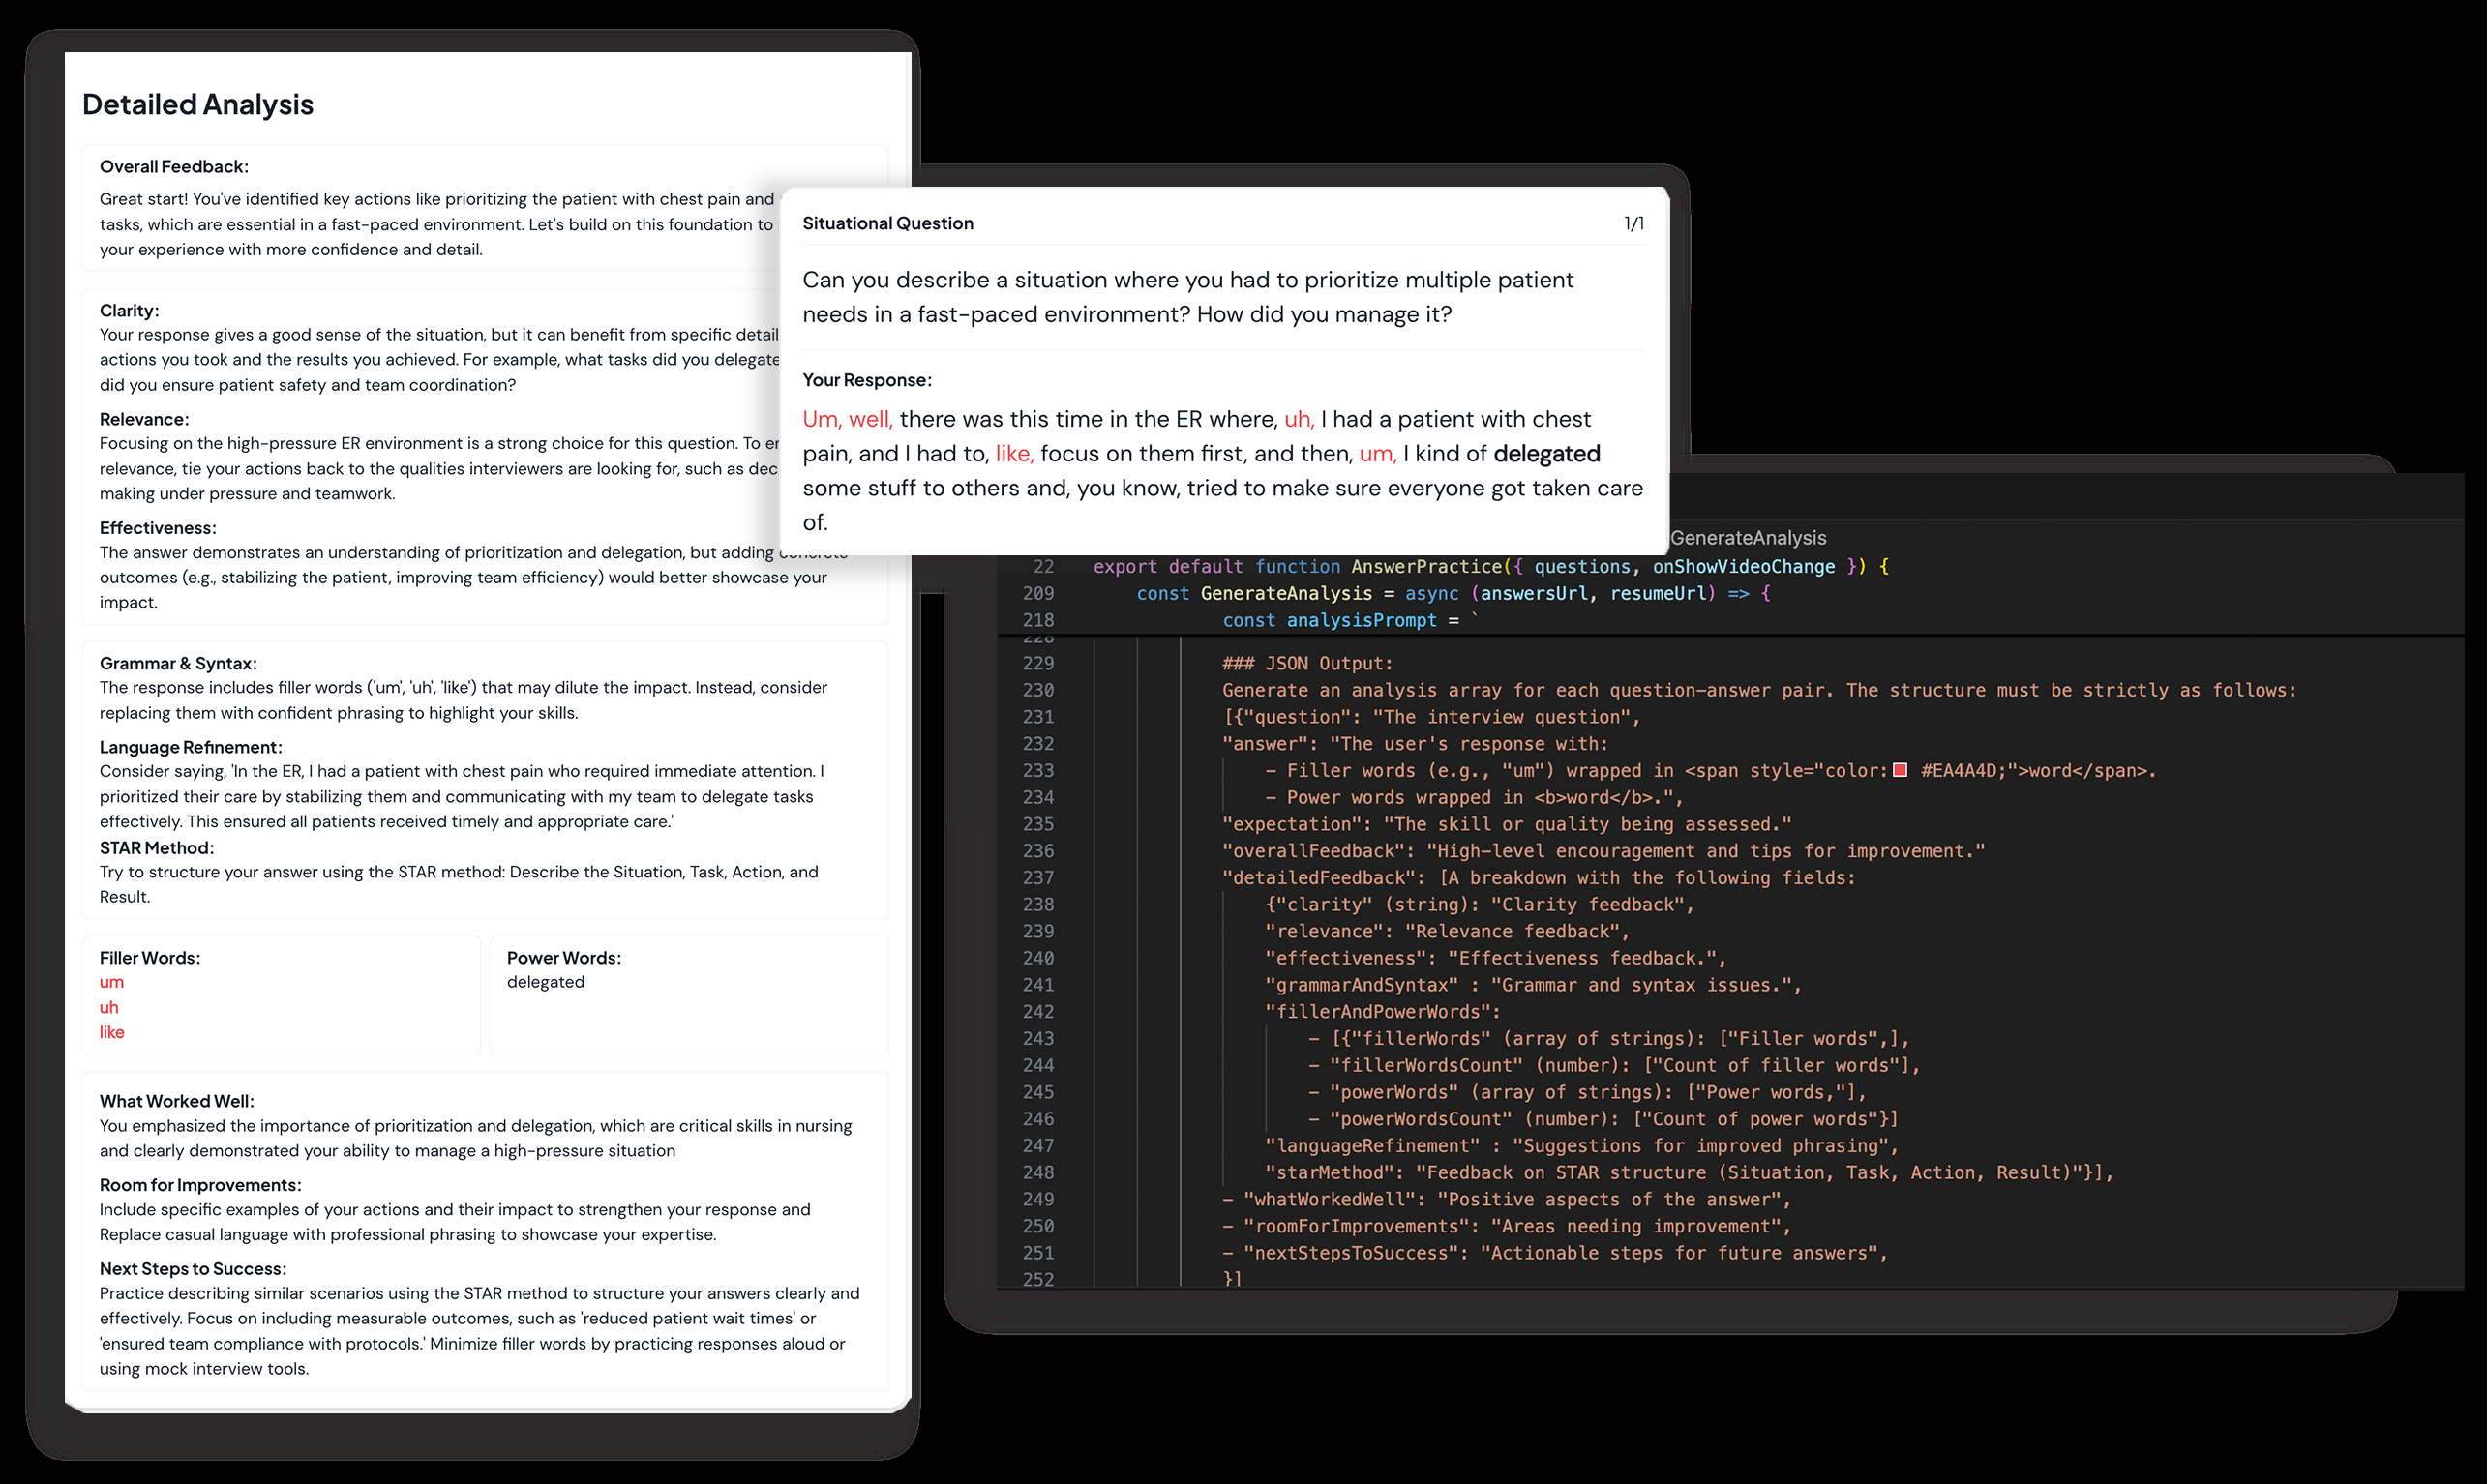 Detailed Analysis
Overall Feedback:
Great start! You've identified key actions like prioritizing the patient with chest pain and
tasks, which are essential in a fast-paced environment. Let's build on this foundation to
your experience with more confidence and detail.
Clarity:
Your response gives a good sense of the situation, but it can benefit from specific detail
actions you took and the results you achieved. For example, what tasks did you delegate
did you ensure patient safety and team coordination?
Relevance:
Focusing on the high-pressure ER environment is a strong choice for this question. To
relevance, tie your actions back to the qualities interviewers are looking for, such as
making under pressure and teamwork.
Effectiveness:
The answer demonstrates an understanding of prioritization and delegation, but adding concrete
outcomes (e.g., stabilizing the patient, improving team efficiency) would better showcase your
impact.
Grammar & Syntax:
The response includes filler words ('um', 'uh', 'like') that may dilute the impact. Instead, consider
replacing them with confident phrasing to highlight your skills.
Language Refinement:
Consider saying, 'In the ER, I had a patient with chest pain who required immediate attention. I
prioritized their care by stabilizing them and communicating with my team to delegate tasks
effectively. This ensured all patients received timely and appropriate care.'
STAR Method:
Try to structure your answer using the STAR method: Describe the Situation, Task, Action, and
Result.
Filler Words:
um
uh
like
Power Words:
delegated
What Worked Well:
You emphasized the importance of prioritization and delegation, which are critical skills in nursing
and clearly demonstrated your ability to manage a high-pressure situation
Room for Improvements:
Include specific examples of your actions and their impact to strengthen your response and
Replace casual language with professional phrasing to showcase your expertise.
Next Steps to Success:
Practice describing similar scenarios using the STAR method to structure your answers clearly and
effectively. Focus on including measurable outcomes, such as 'reduced patient wait times' or
'ensured team compliance with protocols.' Minimize filler words by practicing responses aloud or
using mock interview tools.
Situational Question 1/1
Can you describe a situation where you had to prioritize multiple patient
needs in a fast-paced environment? How did you manage it?
Your Response:
Um, well, there was this time in the ER where, uh, I had a patient with chest
pain, and I had to, like, focus on them first, and then, um, I kind of delegated
some stuff to others and, you know, tried to make sure everyone got taken care
of.
GenerateAnalysis
22 export default function AnswerPractice({ questions, onShowVideoChange }) {
209 const GenerateAnalysis = async (answersUrl, resumeUrl) => {
218 const analysisPrompt = `
228
229 ### JSON Output:
230 Generate an analysis array for each question-answer pair. The structure must be strictly as follows:
231 [{"question": "The interview question",
232 "answer": "The user's response with:
233 - Filler words (e.g., "um") wrapped in <span style="color: #EA4A4D;">word</span>.
234 - Power words wrapped in <b>word</b>.",
235 "expectation": "The skill or quality being assessed."
236 "overallFeedback": "High-level encouragement and tips for improvement."
237 "detailedFeedback": [A breakdown with the following fields:
238 {"clarity" (string): "Clarity feedback",
239 "relevance": "Relevance feedback",
240 "effectiveness": "Effectiveness feedback.",
241 "grammarAndSyntax" : "Grammar and syntax issues.",
242 "fillerAndPowerWords":
243 - [{"fillerWords" (array of strings): ["Filler words",],
244 - "fillerWordsCount" (number): ["Count of filler words"],
245 - "powerWords" (array of strings): ["Power words,"],
246 - "powerWordsCount" (number): ["Count of power words"}]
247 "languageRefinement" : "Suggestions for improved phrasing",
248 "starMethod": "Feedback on STAR structure (Situation, Task, Action, Result)"}],
249 - "whatWorkedWell": "Positive aspects of the answer",
250 - "roomForImprovements": "Areas needing improvement",
251 - "nextStepsToSuccess": "Actionable steps for future answers",
252 }]